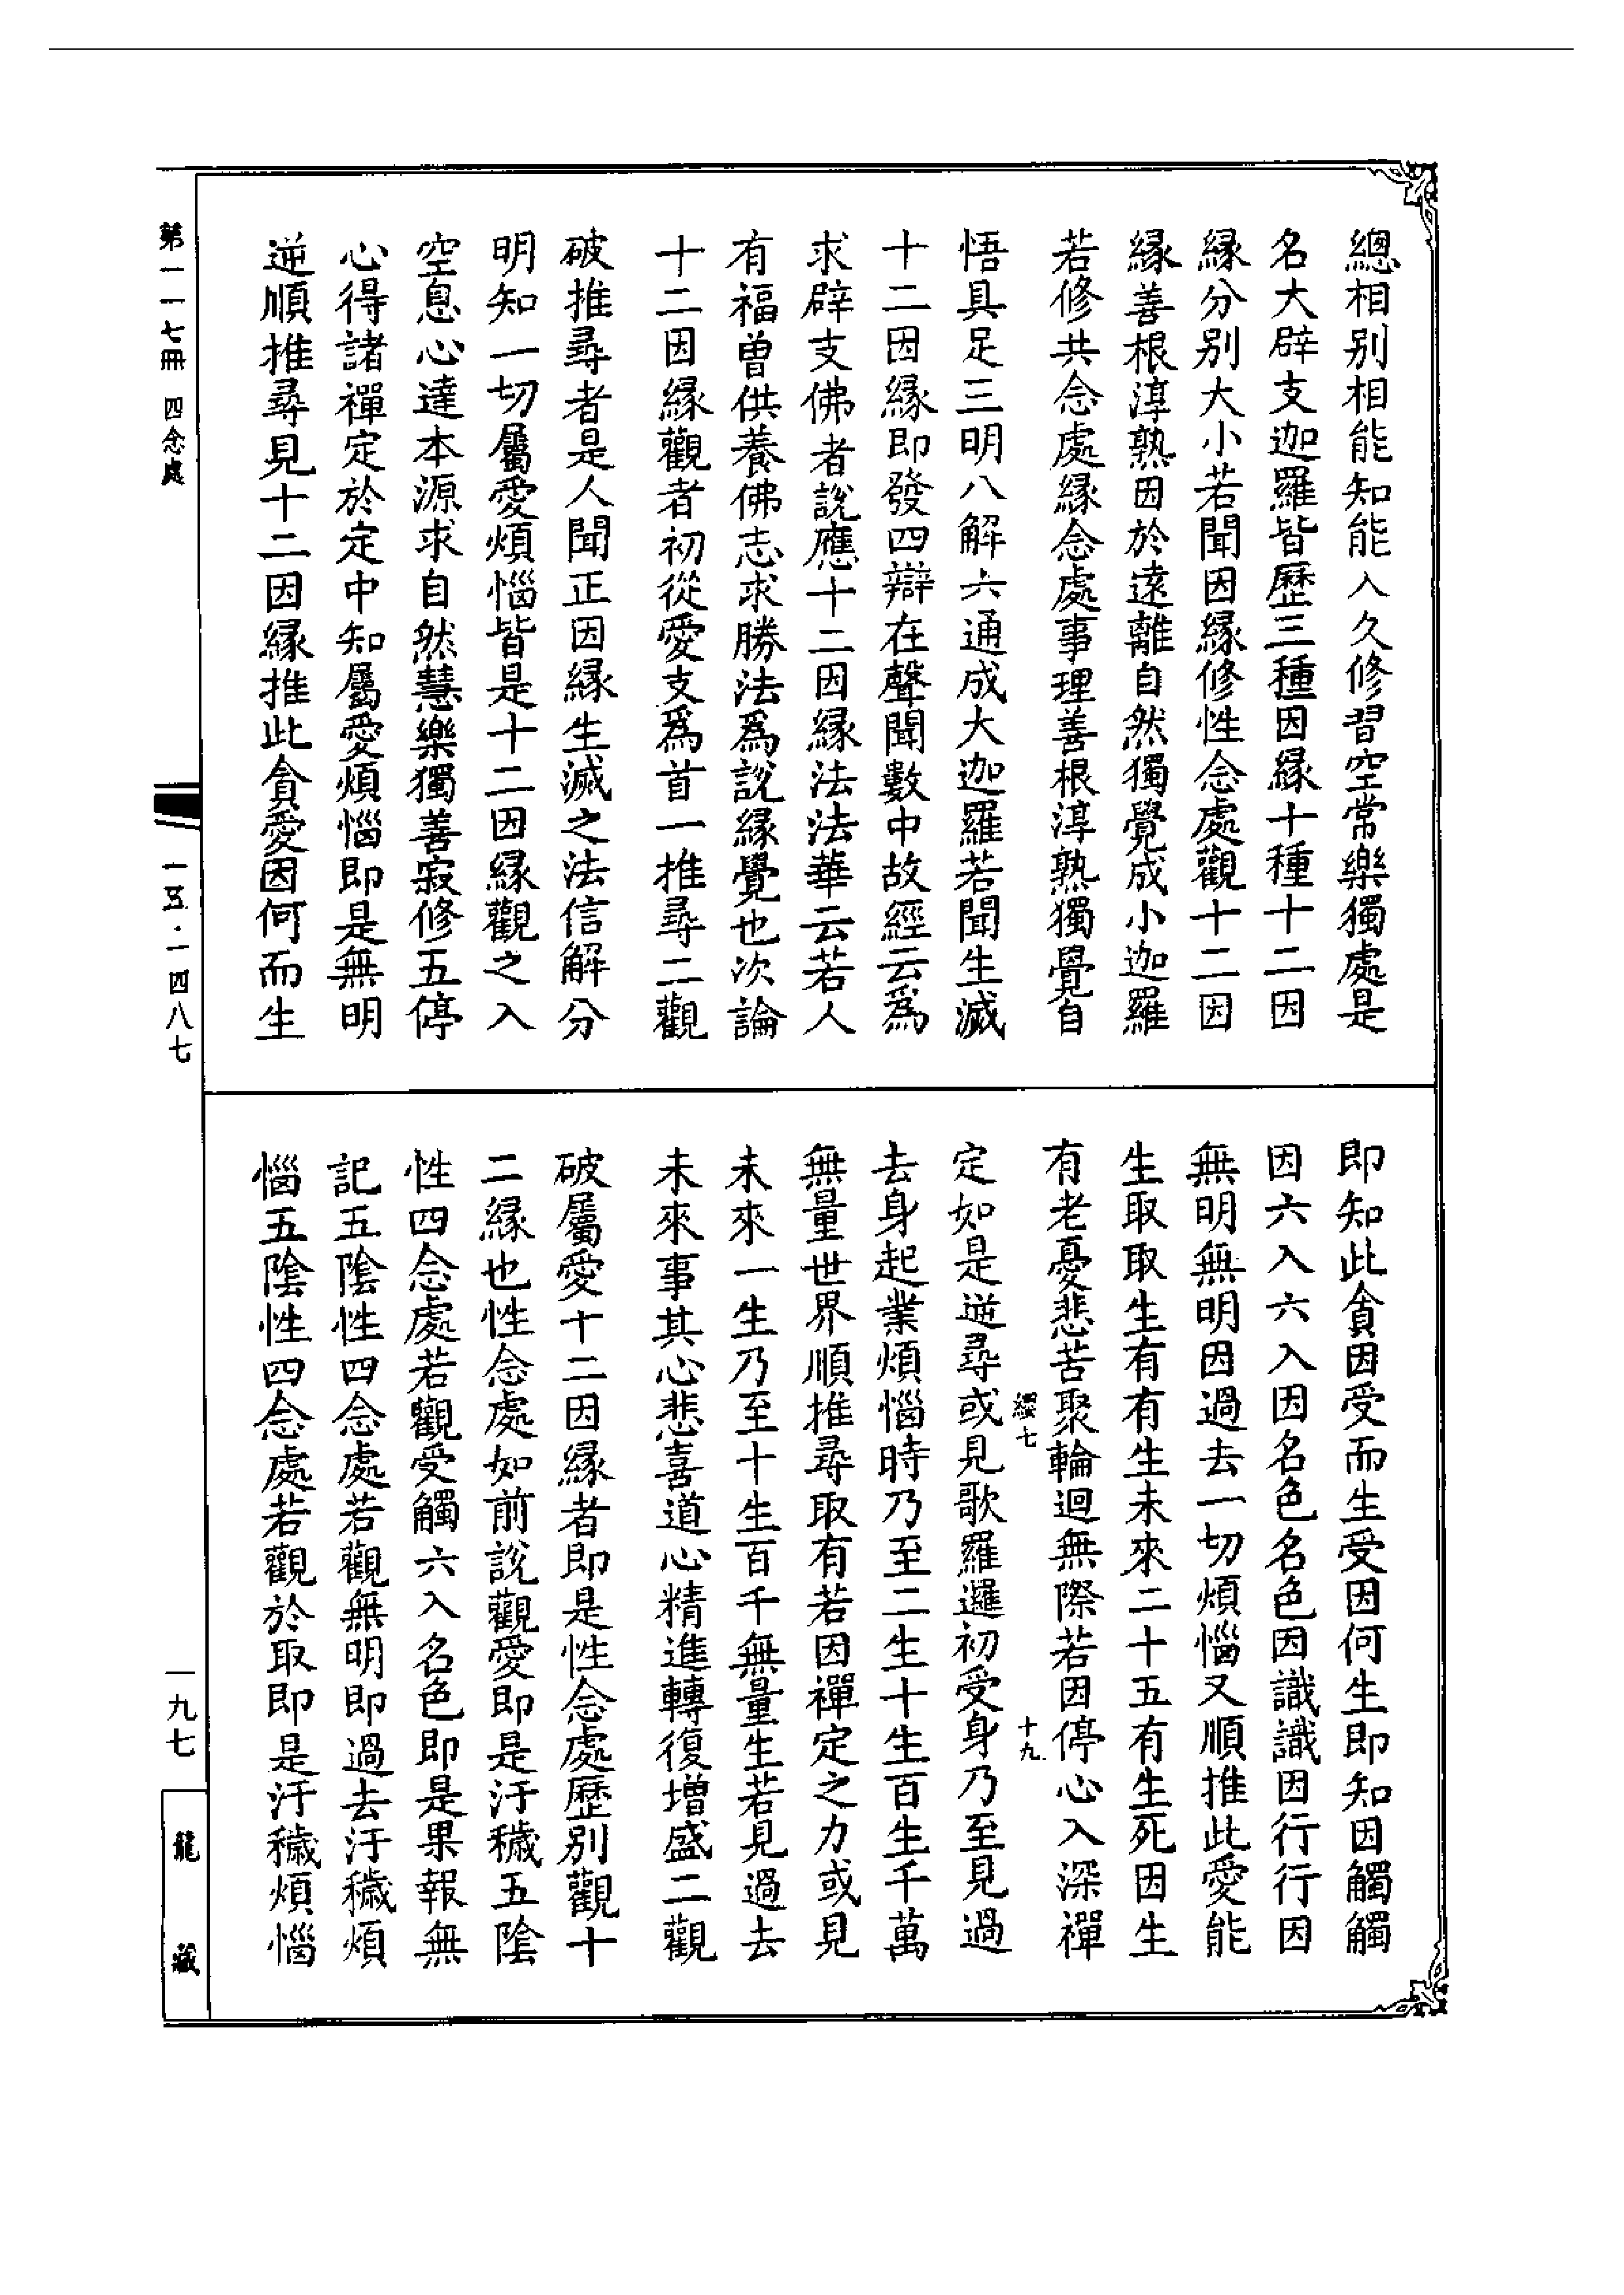 總相别相能知能入久修習空常樂獨處是
名大辟支迦羅皆歷三種因縁十種十二因
縁分别大小若聞因縁修性念處觀十二因
縁善根淳熟因於遠離自然獨覺成小迦羅
若修共念處縁念處事理善根淳熟獨覺自
悟具足三明八解六通成大迦羅若聞生滅
十二因縁即發四辯在聲聞數中故經云爲
求辟支佛者說應十二因縁法法華云若人
有福曽供養佛志求勝法爲說縁覺也次論
十二因縁觀者初從愛支爲首一推尋二觀
破推尋者是人聞正因縁生滅之法信解分
明知一切屬愛煩惱皆是十二因縁觀之入
空息心達本源求自然慧樂獨善寂修五停
心得諸禪定於定中知屬愛煩惱即是無明
逆順推尋見十二因縁推此貪愛因何而生
即知此貪因受而生受因何生即知因觸觸
因六入六入因名色名色因識識因行行因
無明無明因過去一切煩惱又順推此愛能
生取取生有有生未來二十五有生死因生
有老憂悲苦聚輪迴無際若因停心入深禪
定如是逆尋或見歌羅邏初受身乃至見過
去身起業煩惱時乃至二生十生百生千萬
無量世界順推尋取有若因禪定之力或見
未來一生乃至十生百千無量生若見過去
未來事其心悲喜道心精進轉復增盛二觀
破屬愛十二因縁者即是性念處歷别觀十
二縁也性念處如前說觀愛即是汙穢五陰
性四念處若觀受觸六入名色即是果報無
記五陰性四念處若觀無明即過去汙穢煩
惱五陰性四念處若觀於取即是汙穢煩惱
七
十九
第一一七冊 四念處
一五·一四八七
一九七
龍藏